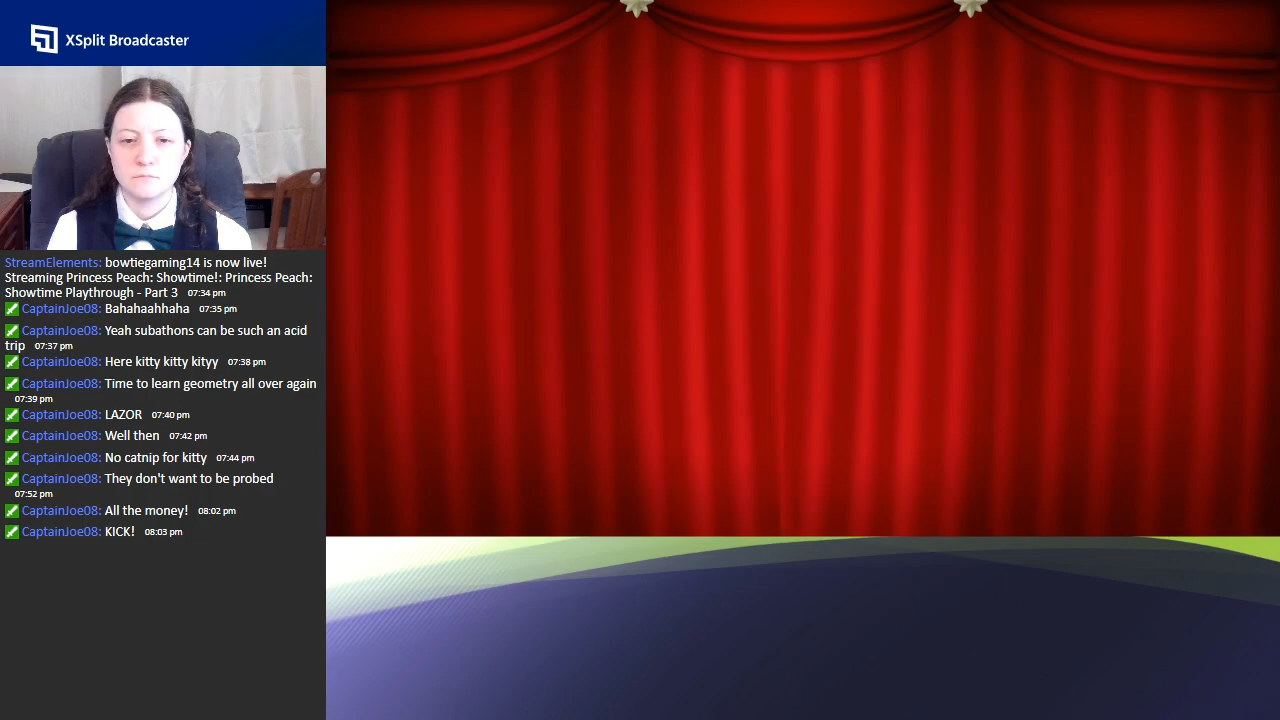 XSplit Broadcaster
StreamElements: bowtiegaming14 is now live!
Streaming Princess Peach: Showtime!: Princess Peach:
Showtime Playthrough - Part 3 07:34 pm
CaptainJoe08: Bahahaahhaha 07:35 pm
CaptainJoe08: Yeah subathons can be such an acid
trip 07:37 pm
CaptainJoe08: Here kitty kitty kityy 07:38 pm
CaptainJoe08: Time to learn geometry all over again
07:39 pm
CaptainJoe08: LAZOR 07:40 pm
CaptainJoe08: Well then 07:42 pm
CaptainJoe08: No catnip for kitty 07:44 pm
CaptainJoe08: They don't want to be probed
07:52 pm
CaptainJoe08: All the money! 08:02 pm
CaptainJoe08: KICK! 08:03 pm